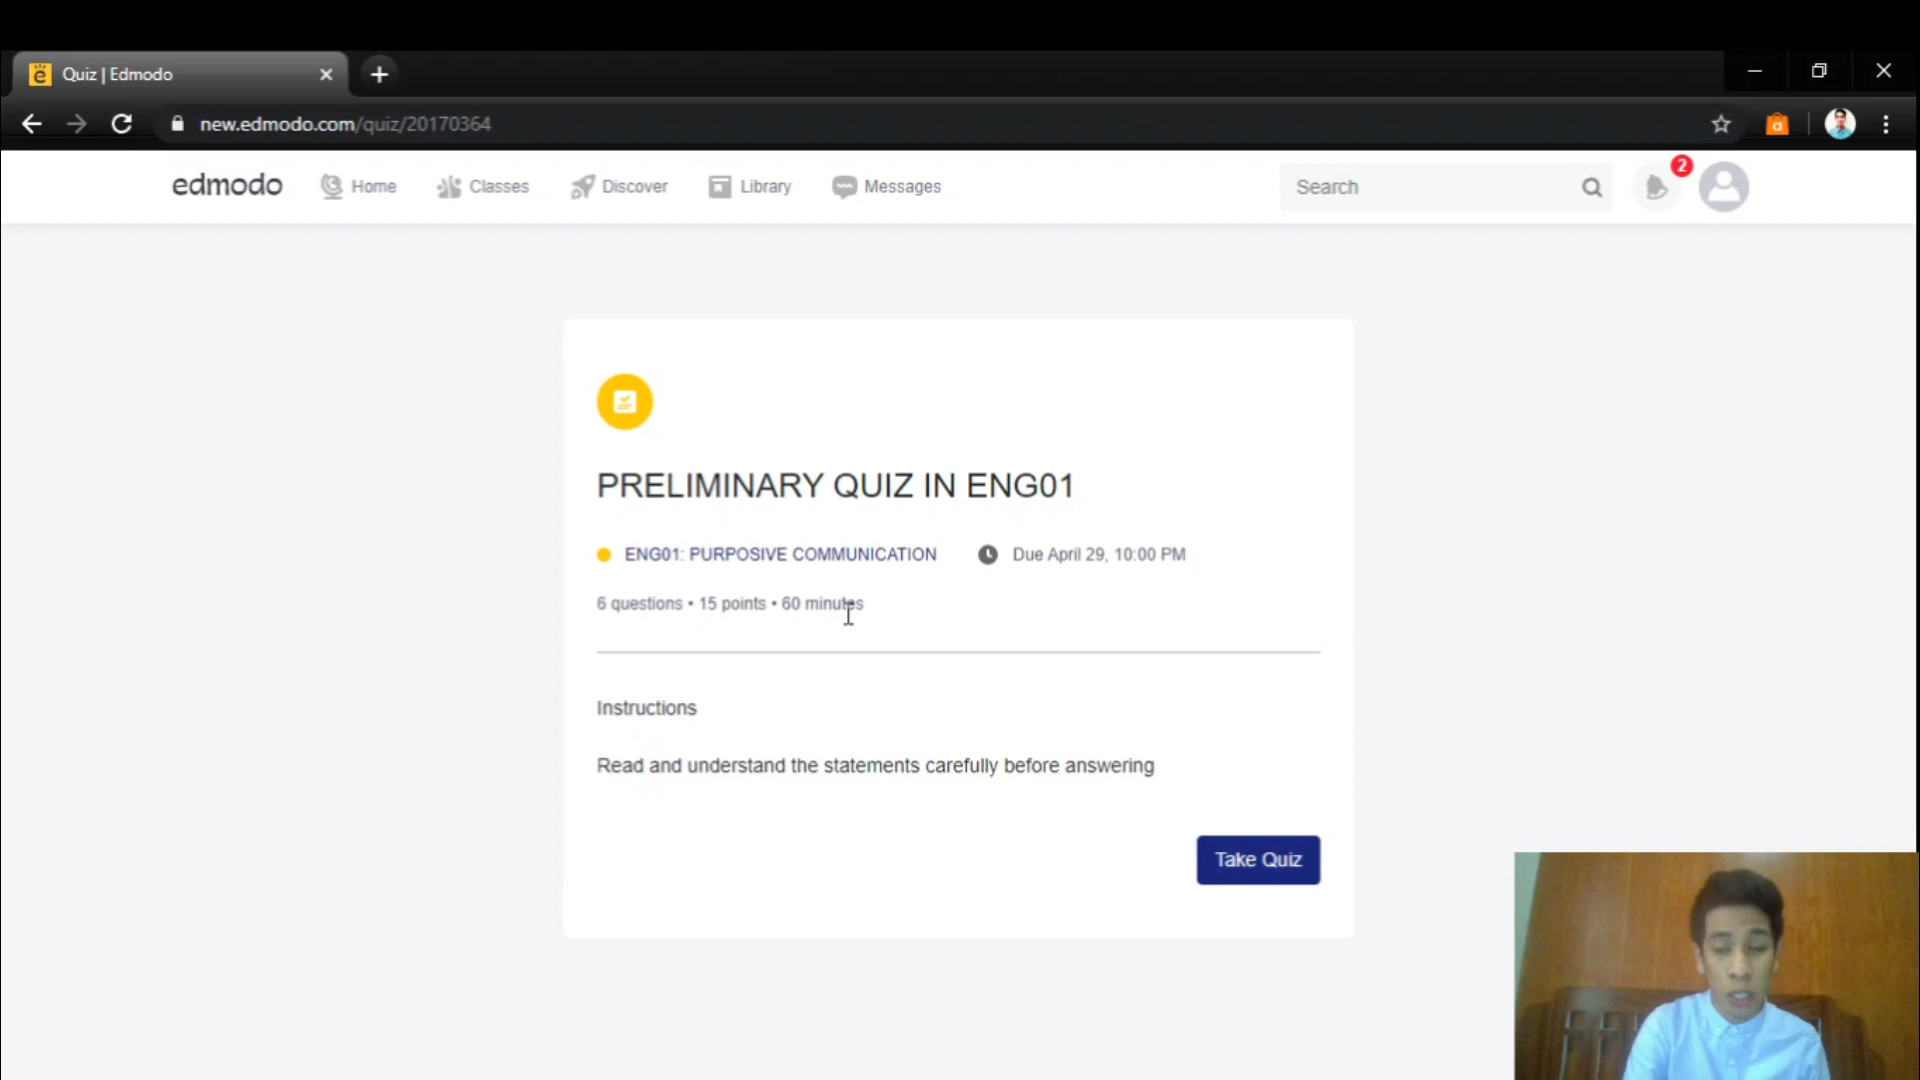 Quiz | Edmodo
new.edmodo.com/quiz/20170364
edmodo Home Classes Discover Library Messages Search 2
PRELIMINARY QUIZ IN ENG01
ENG01: PURPOSIVE COMMUNICATION Due April 29, 10:00 PM
6 questions • 15 points • 60 minutes
Instructions
Read and understand the statements carefully before answering
Take Quiz